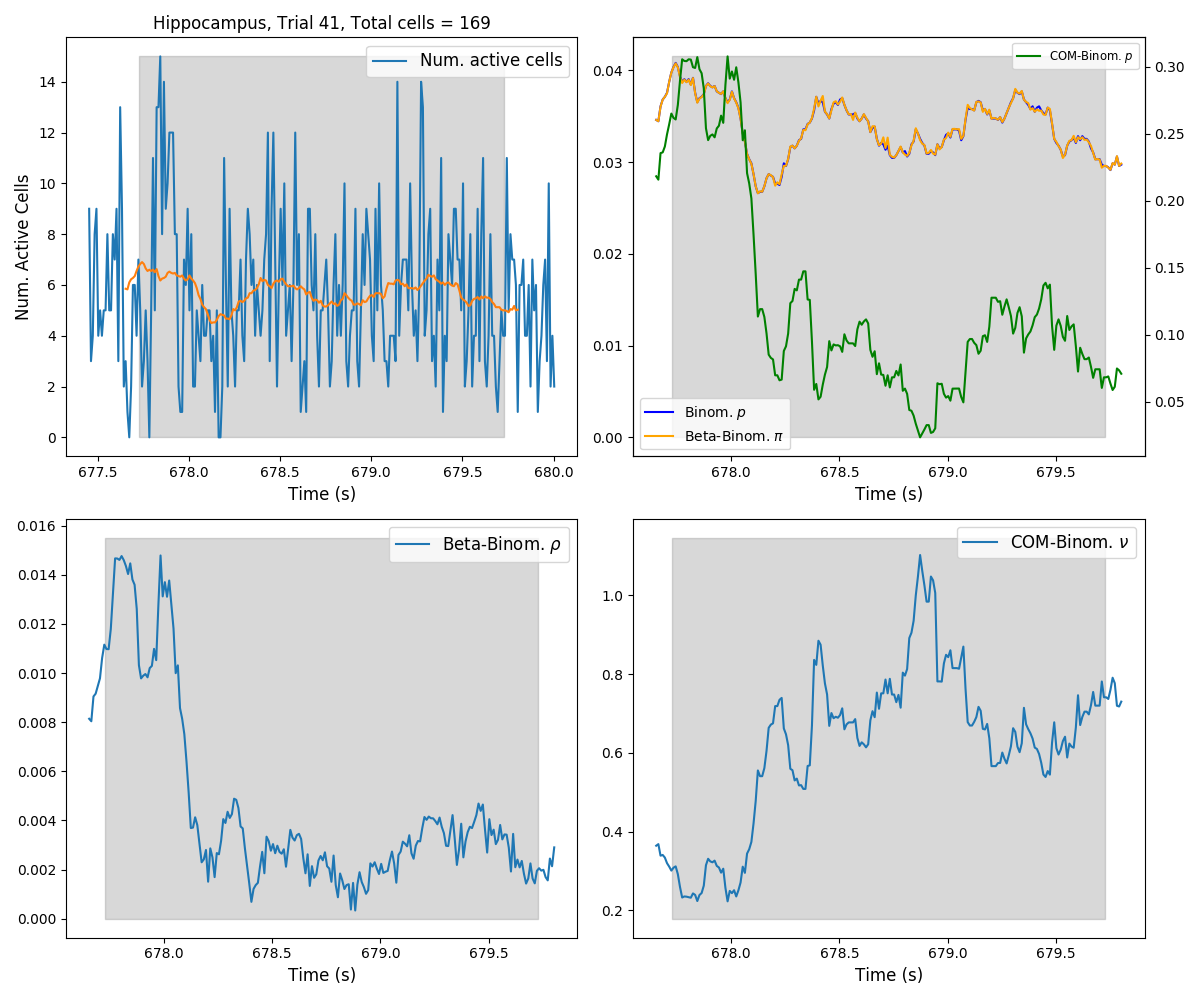 Hippocampus, Trial 41, Total cells = 169
Num. active cells
Num. Active Cells
14
12
10
8
6
4
2
0
677.5 678.0 678.5 679.0 679.5 680.0
Time (s)
COM-Binom. p
0.04
0.03
0.02
0.01
0.00
0.30
0.25
0.20
0.15
0.10
0.05
Binom. p
Beta-Binom. π
678.0 678.5 679.0 679.5
Time (s)
Beta-Binom. ρ
0.016
0.014
0.012
0.010
0.008
0.006
0.004
0.002
0.000
678.0 678.5 679.0 679.5
Time (s)
COM-Binom. ν
1.0
0.8
0.6
0.4
0.2
678.0 678.5 679.0 679.5
Time (s)